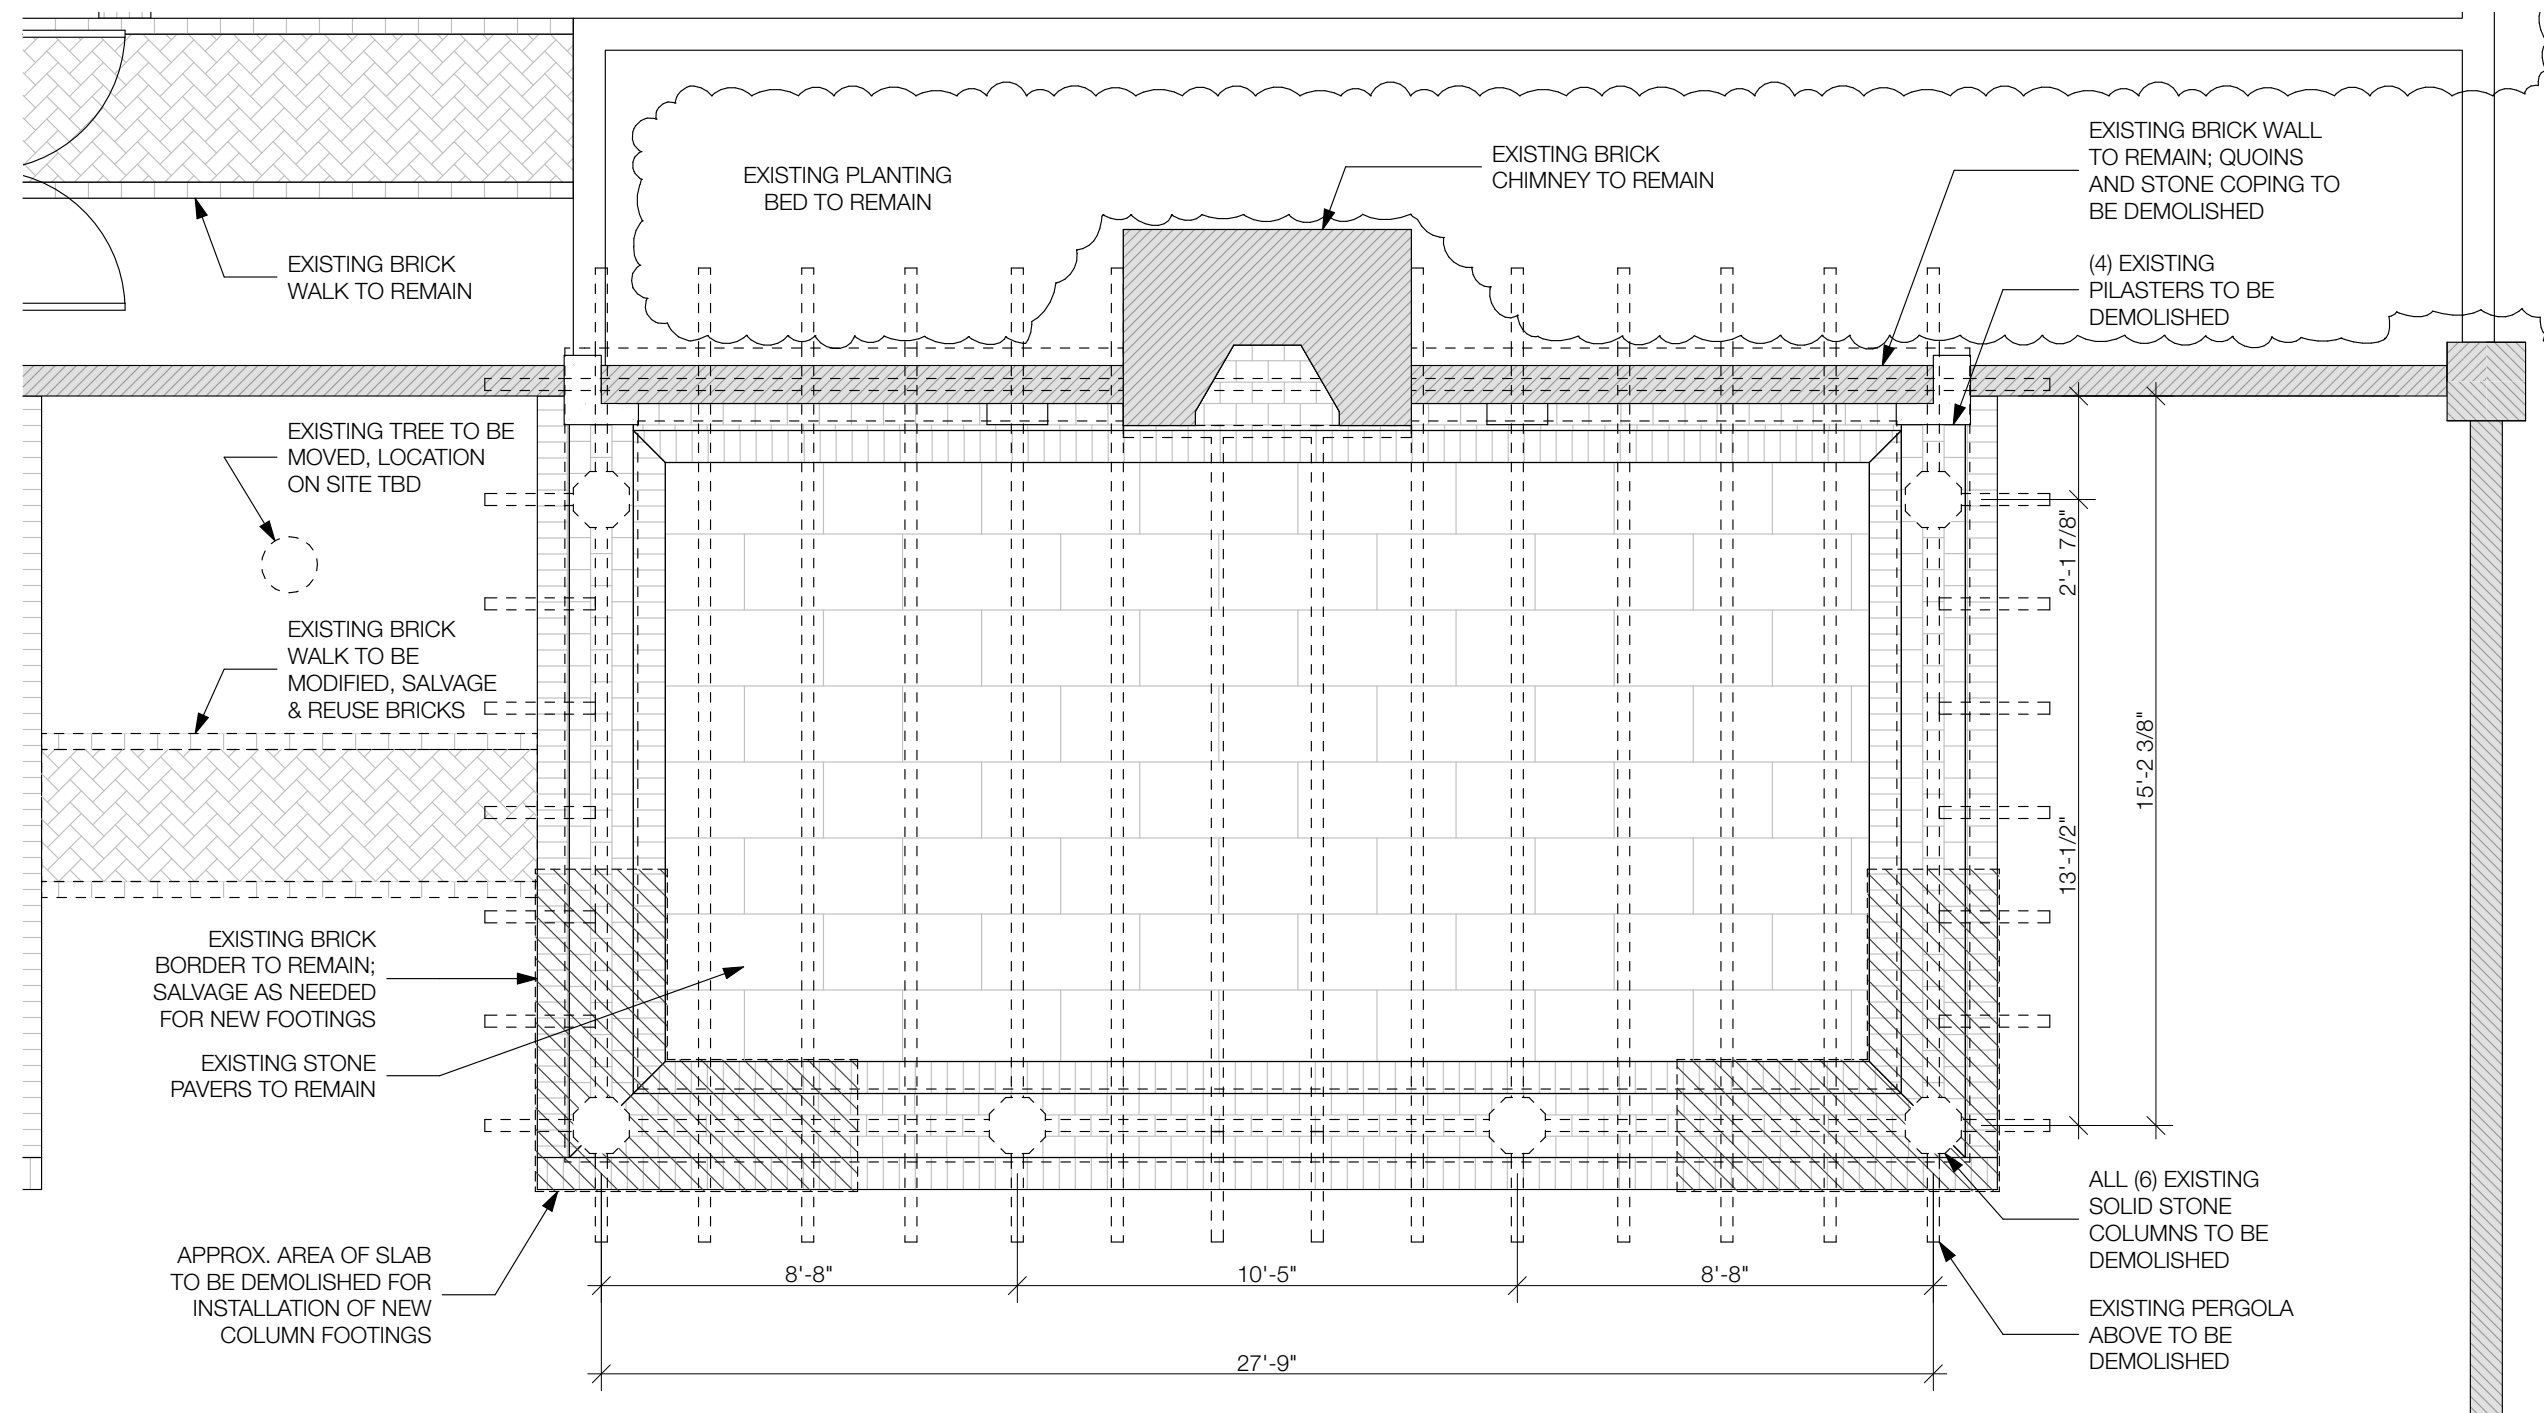 EXISTING BRICK WALL
TO REMAIN; QUOINS
AND STONE COPING TO
BE DEMOLISHED
EXISTING BRICK
CHIMNEY TO REMAIN
EXISTING PLANTING
BED TO REMAIN
EXISTING BRICK
WALK TO REMAIN
(4) EXISTING
PILASTERS TO BE
DEMOLISHED
EXISTING TREE TO BE
MOVED, LOCATION
ON SITE TBD
2'-1 7/8"
EXISTING BRICK
WALK TO BE
MODIFIED, SALVAGE
& REUSE BRICKS
15'-2 3/8"
13'-1/2"
EXISTING BRICK
BORDER TO REMAIN;
SALVAGE AS NEEDED
FOR NEW FOOTINGS
EXISTING STONE
PAVERS TO REMAIN
ALL (6) EXISTING
SOLID STONE
COLUMNS TO BE
DEMOLISHED
APPROX. AREA OF SLAB
TO BE DEMOLISHED FOR
INSTALLATION OF NEW
COLUMN FOOTINGS
8'-8"
10'-5"
8'-8"
EXISTING PERGOLA
ABOVE TO BE
DEMOLISHED
27'-9"